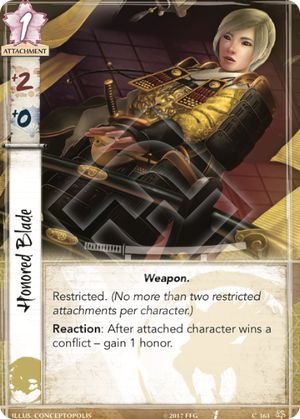 1
ATTACHMENT
+2
+0
Honored Blade
Weapon.
Restricted. (No more than two restricted
attachments per character.)
Reaction: After attached character wins a
conflict – gain 1 honor.
ILLUS. CONCEPTOPOLIS
© 2017 FFG
C 163